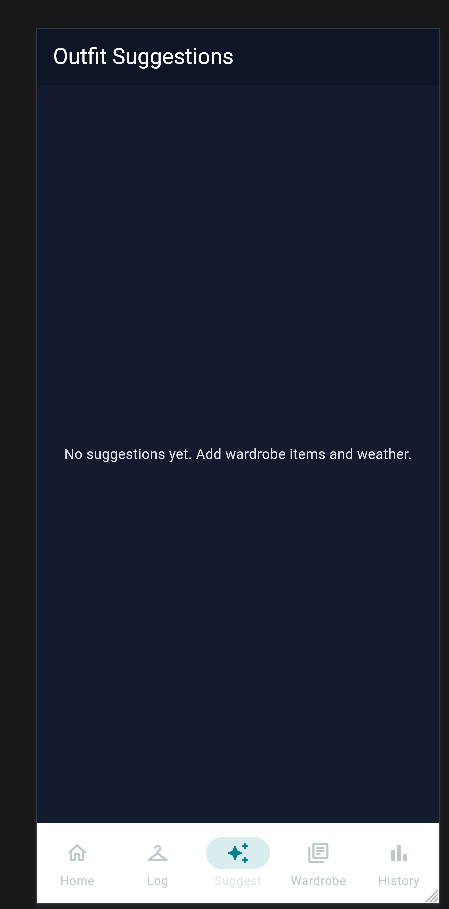 Outfit Suggestions
No suggestions yet. Add wardrobe items and weather.
Home Log Suggest Wardrobe History